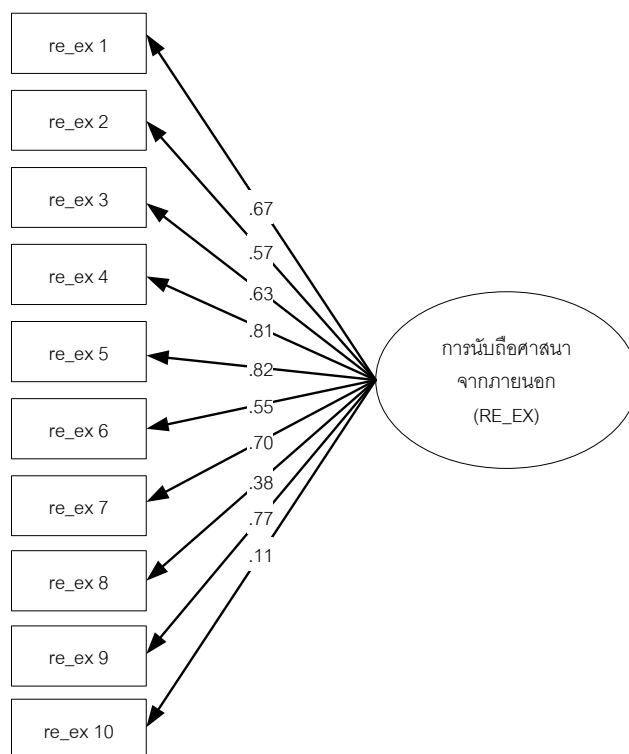 re_ex 1
re_ex 2
re_ex 3
re_ex 4
re_ex 5
re_ex 6
re_ex 7
re_ex 8
re_ex 9
re_ex 10
.67
.57
.63
.81
.82
.55
.70
.38
.77
.11
การนับถือศาสนา
จากภายนอก
(RE_EX)